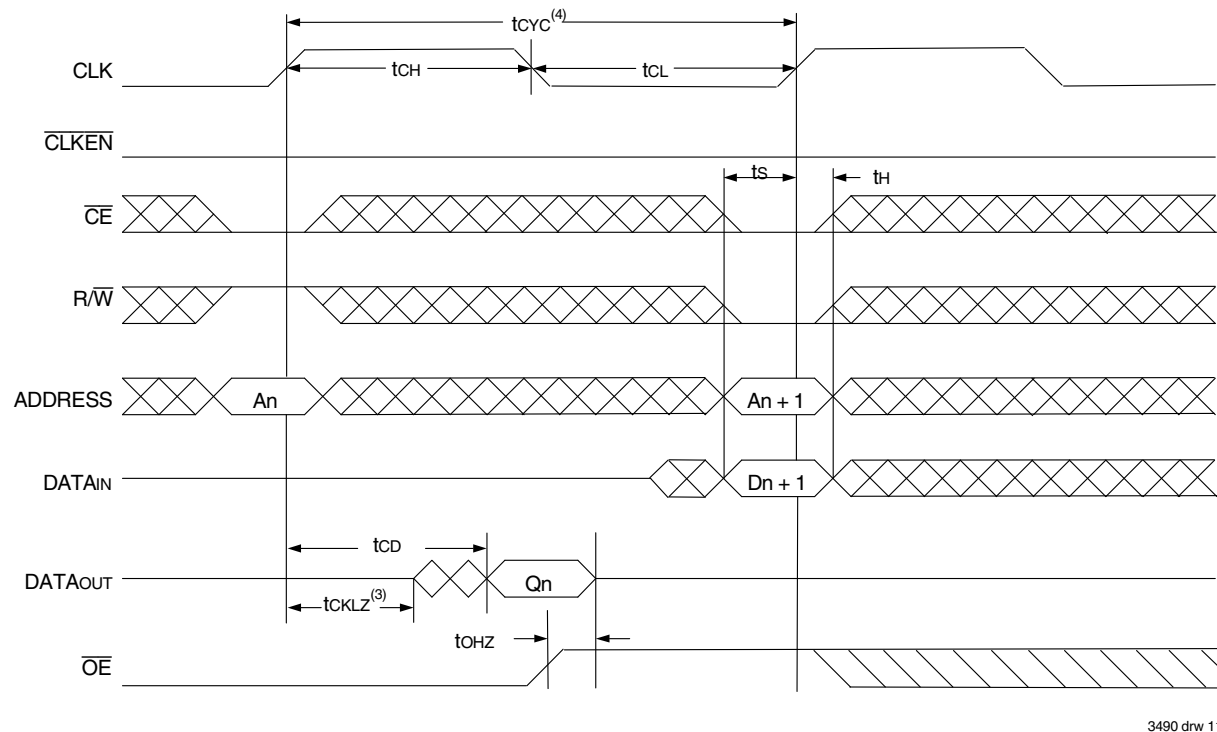 tCYC(4)
CLK
tCH
tCL
CLKEN
tS
tH
CE
R/W
ADDRESS
An
An + 1
DATAIN
Dn + 1
tCD
DATAOUT
Qn
tCKLZ(3)
tOHZ
OE
3490 drw 11